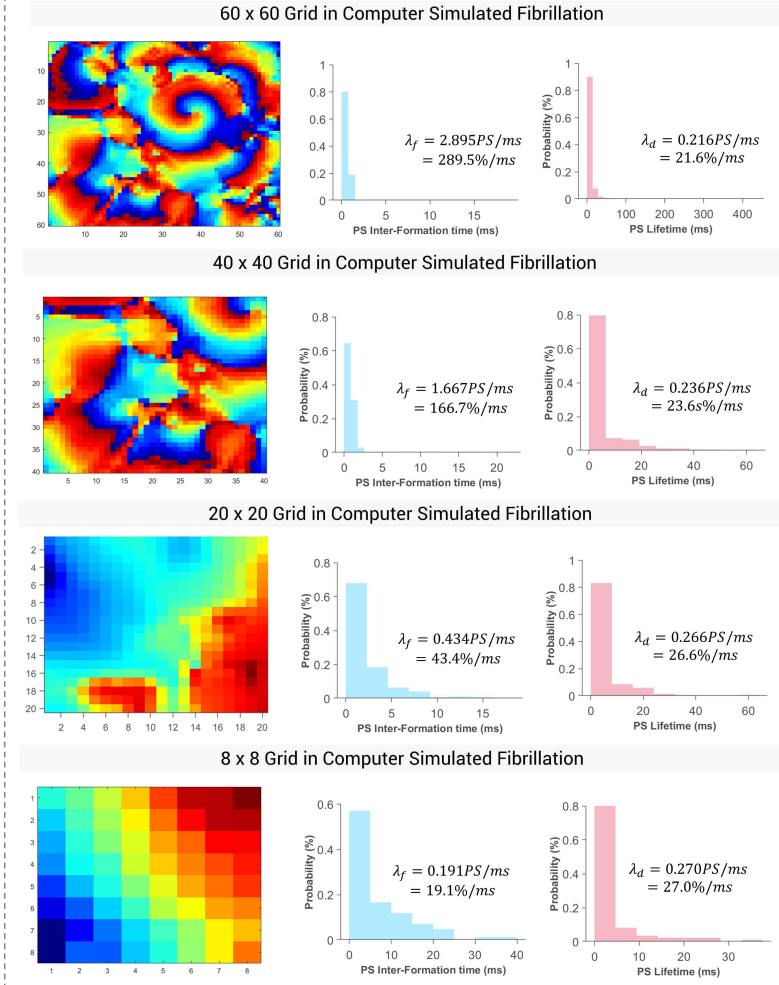 60 x 60 Grid in Computer Simulated Fibrillation
10
20
30
40
50
60
10 20 30 40 50 60
1
0.8
0.6
0.4
0.2
0
λf = 2.895PS/ms
= 289.5%/ms
0 5 10 15
PS Inter-Formation time (ms)
Probability (%)
1
0.8
0.6
0.4
0.2
0
λd = 0.216PS/ms
= 21.6%/ms
100 200 300 400
PS Lifetime (ms)
40 x 40 Grid in Computer Simulated Fibrillation
5
10
15
20
25
30
35
40
5 10 15 20 25 30 35 40
Probability (%)
0.8
0.6
0.4
0.2
0
λf = 1.667PS/ms
= 166.7%/ms
0 5 10 15 20
PS Inter-Formation time (ms)
Probability (%)
0.8
0.6
0.4
0.2
0
λd = 0.236PS/ms
= 23.6s%/ms
0 20 40 60
PS Lifetime (ms)
20 x 20 Grid in Computer Simulated Fibrillation
2
4
6
8
10
12
14
16
18
20
2 4 6 8 10 12 14 16 18 20
Probability (%)
0.8
0.6
0.4
0.2
0
λf = 0.434PS/ms
= 43.4%/ms
0 5 10 15
PS Inter-Formation time (ms)
Probability (%)
1
0.8
0.6
0.4
0.2
0
λd = 0.266PS/ms
= 26.6%/ms
0 20 40 60
PS Lifetime (ms)
8 x 8 Grid in Computer Simulated Fibrillation
1
2
3
4
5
6
7
8
1 2 3 4 5 6 7 8
Probability (%)
0.6
0.4
0.2
0
λf = 0.191PS/ms
= 19.1%/ms
0 10 20 30 40
PS Inter-Formation time (ms)
Probability (%)
0.8
0.6
0.4
0.2
0
λd = 0.270PS/ms
= 27.0%/ms
0 10 20 30
PS Lifetime (ms)